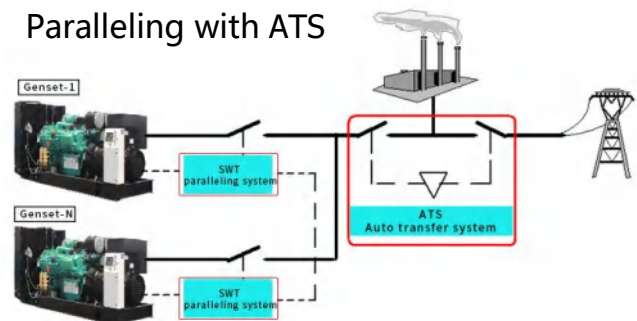 Paralleling with ATS
Genset-1
SWT
paralleling system
ATS
Auto transfer system
Genset-N
SWT
paralleling system